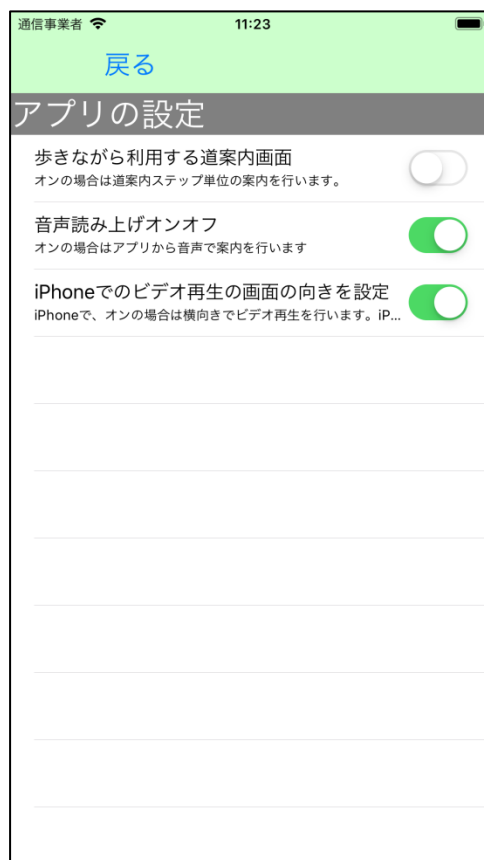 通信事業者 11:23
戻る
アプリの設定
歩きながら利用する道案内画面
オンの場合は道案内ステップ単位の案内を行います。
音声読み上げオンオフ
オンの場合はアプリから音声で案内を行います
iPhoneでのビデオ再生の画面の向きを設定
iPhoneで、オンの場合は横向きでビデオ再生を行います。iP...